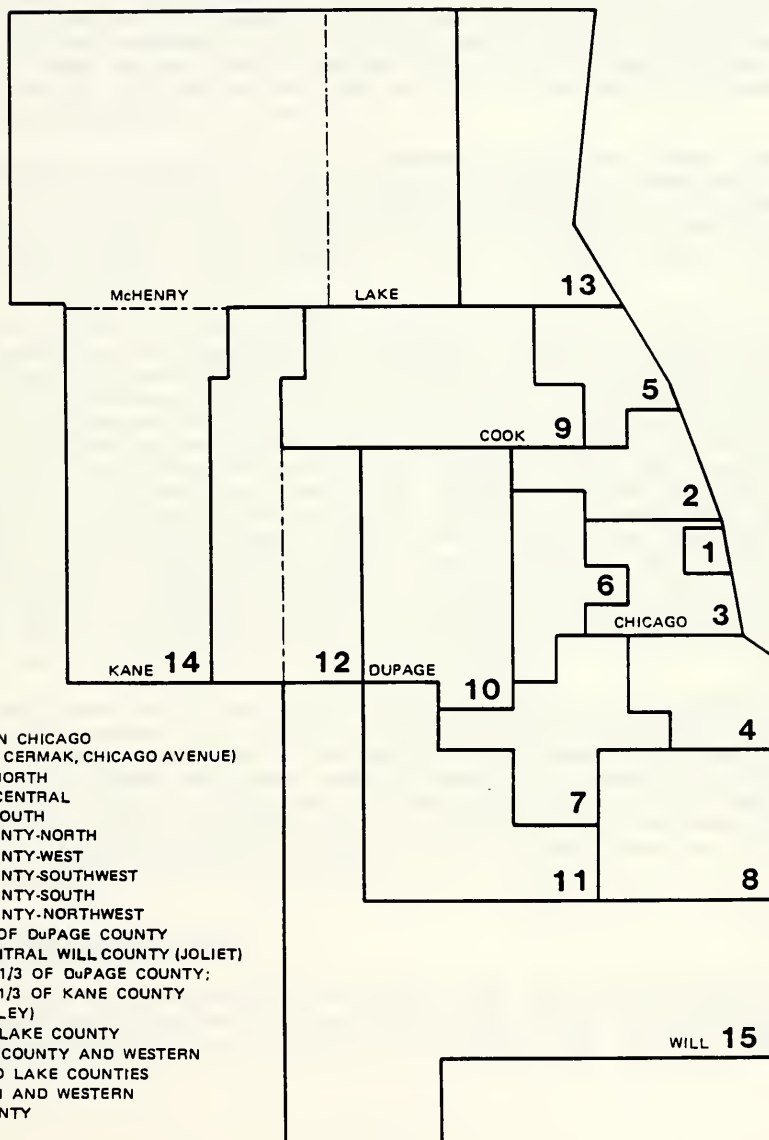 McHENRY
LAKE
13
5
COOK
9
2
1
6
CHICAGO
3
KANE
14
12
DUPAGE
10
4
7
11
8
WILL
15
N CHICAGO
CERMAK, CHICAGO AVENUE)
ORTH
CENTRAL
OUTH
NTY-NORTH
NTY-WEST
NTY-SOUTHWEST
NTY-SOUTH
NTY-NORTHWEST
OF DuPAGE COUNTY
NTRAL WILL COUNTY (JOLIET)
1/3 OF DuPAGE COUNTY;
1/3 OF KANE COUNTY
LEY)
LAKE COUNTY
COUNTY AND WESTERN
D LAKE COUNTIES
AND WESTERN
NTY